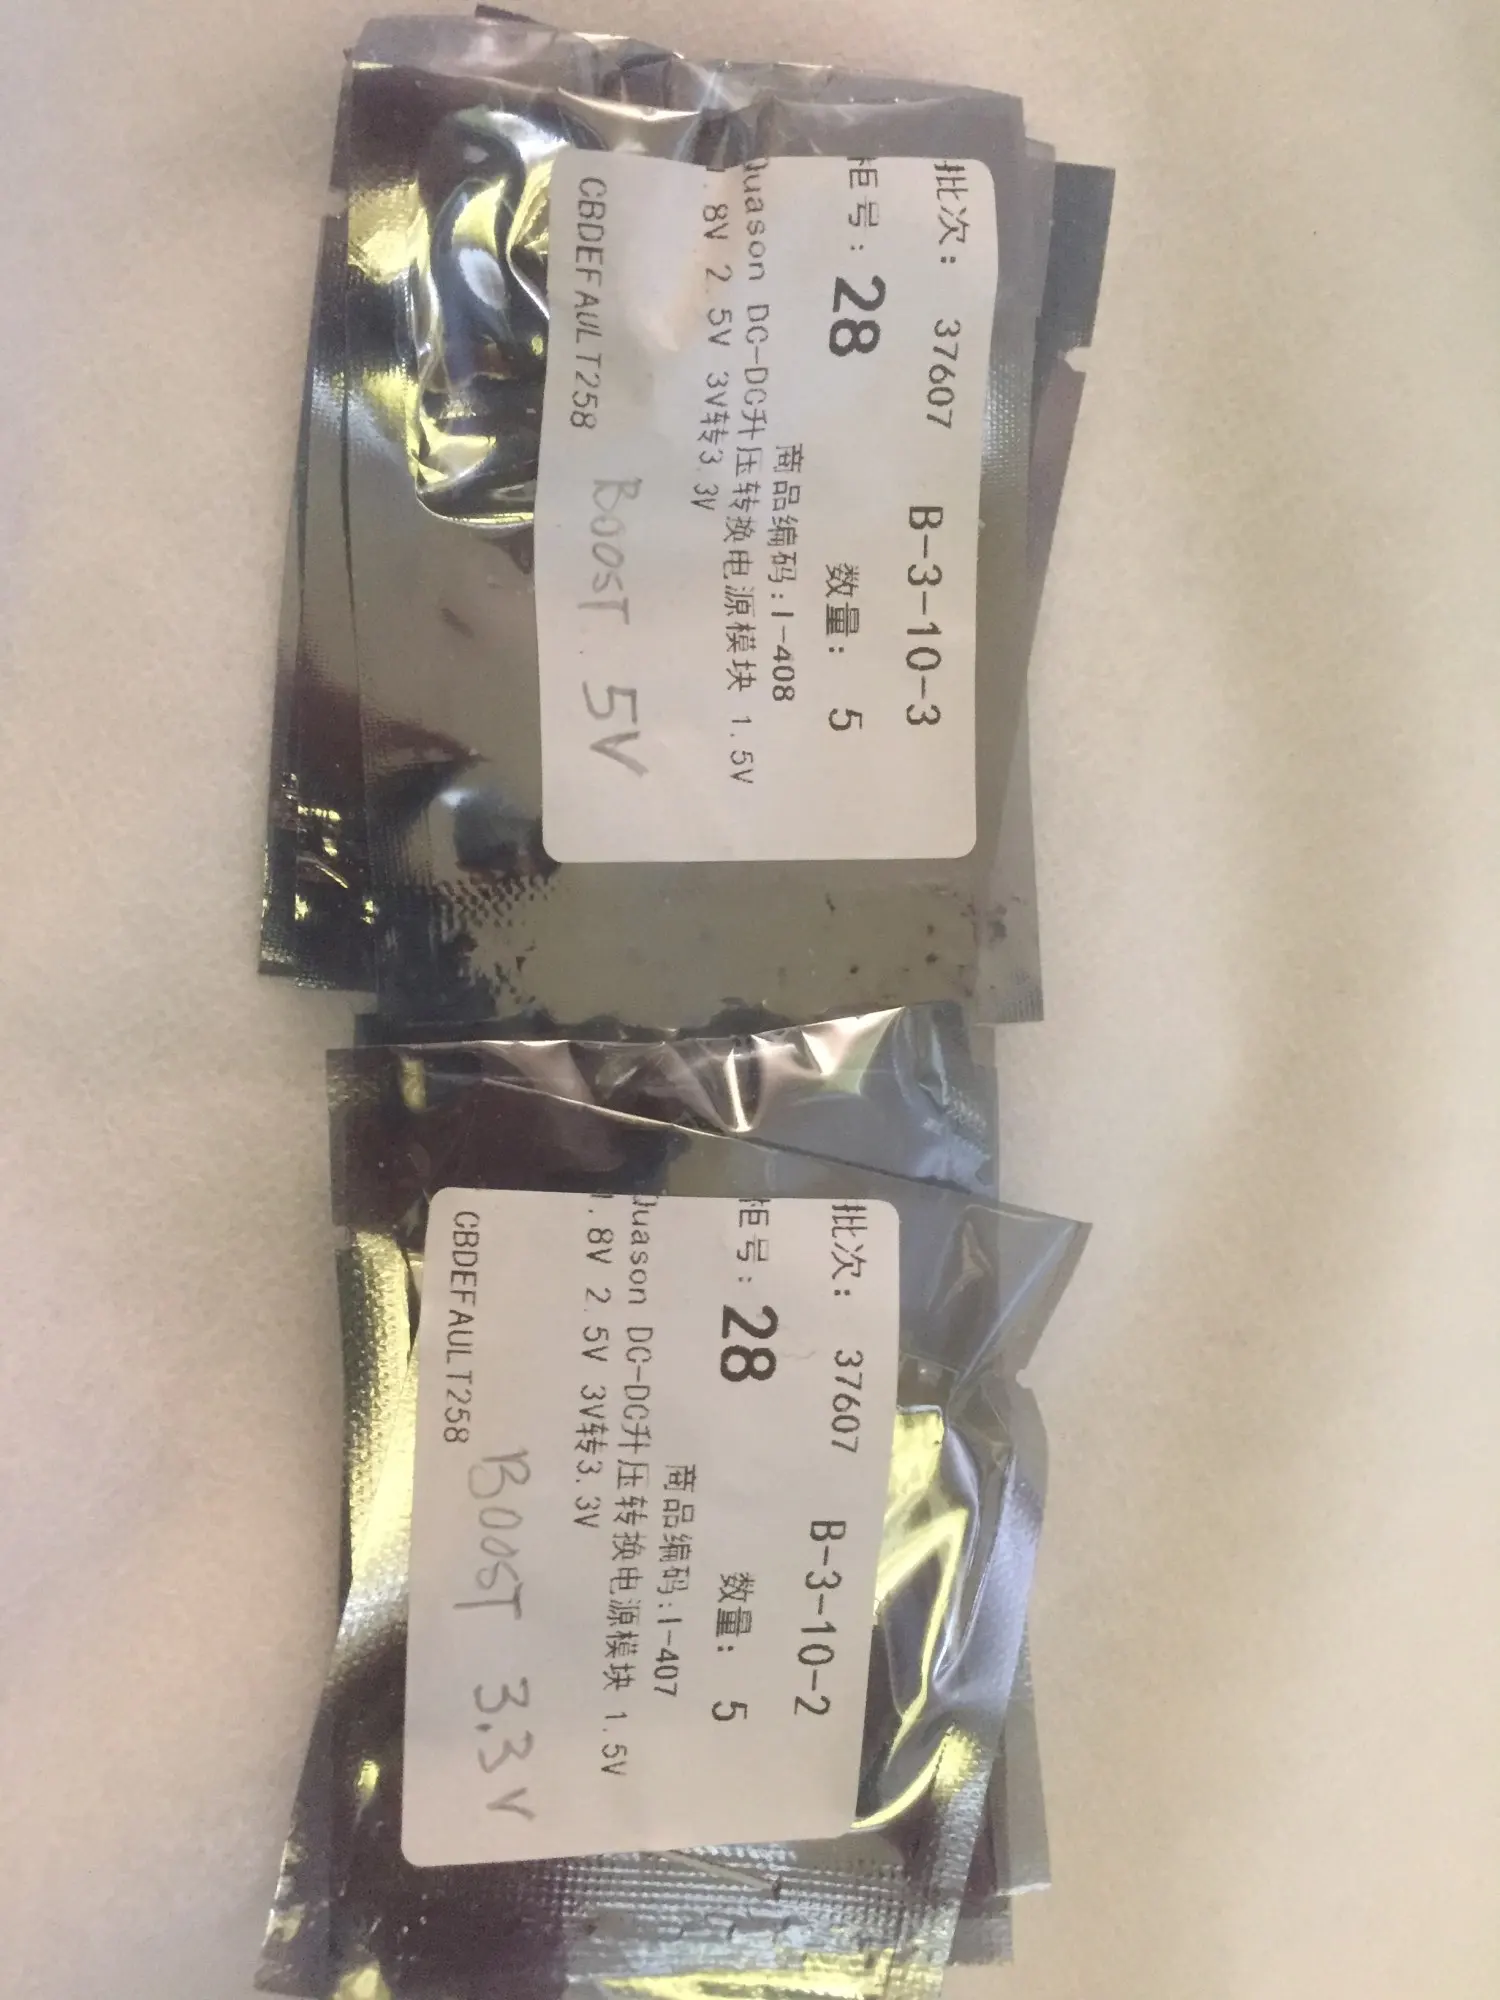 批次: 37607 B-3-10-3
柜号: 28 数量: 5
商品编码:I-408
Quason DC-DC升压转换电源模块 1.5V
1.8V 2.5V 3V转3.3V
CBDEFAULT258
BOOST 5V
批次: 37607 B-3-10-2
柜号: 28 数量: 5
商品编码:I-407
Quason DC-DC升压转换电源模块 1.5V
1.8V 2.5V 3V转3.3V
CBDEFAULT258
BOOST 3.3V